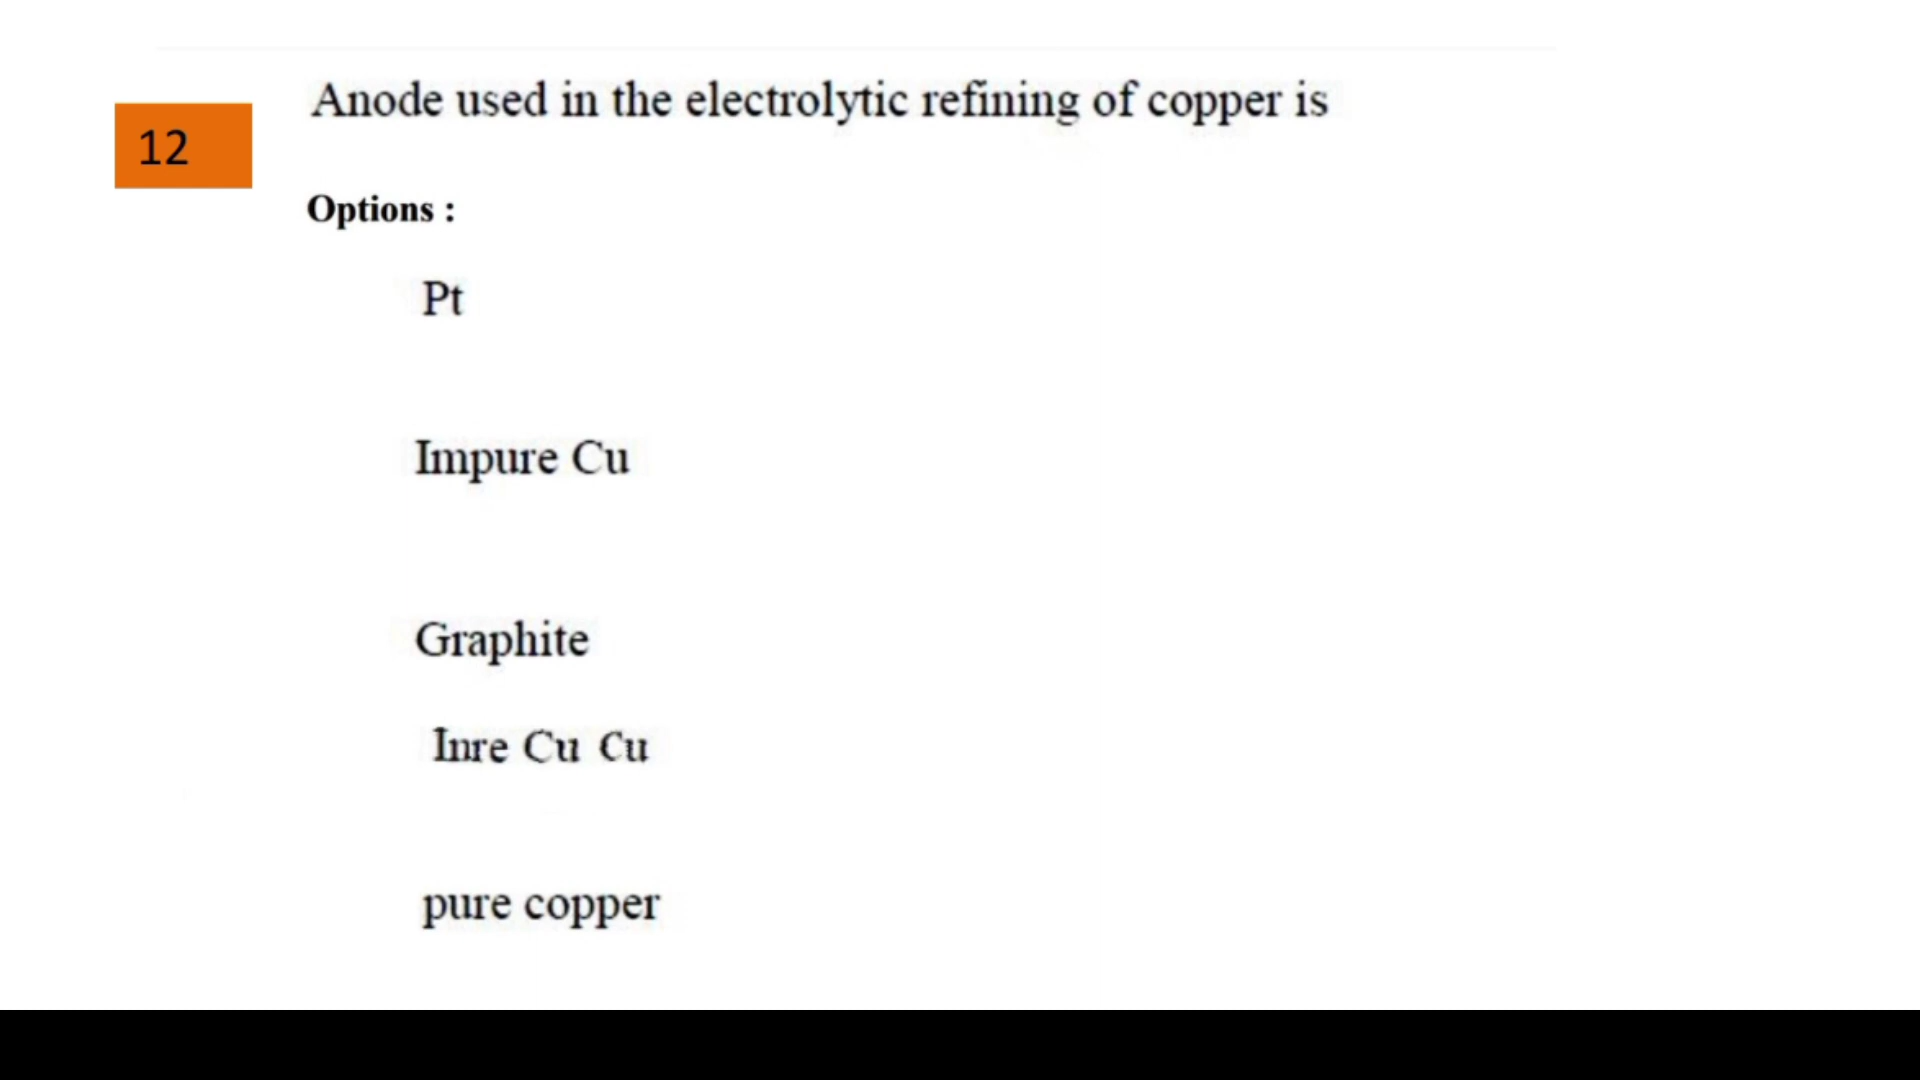 Anode used in the electrolytic refining of copper is
12
Options :
Pt
Impure Cu
Graphite
Inre Cu Cu
pure copper